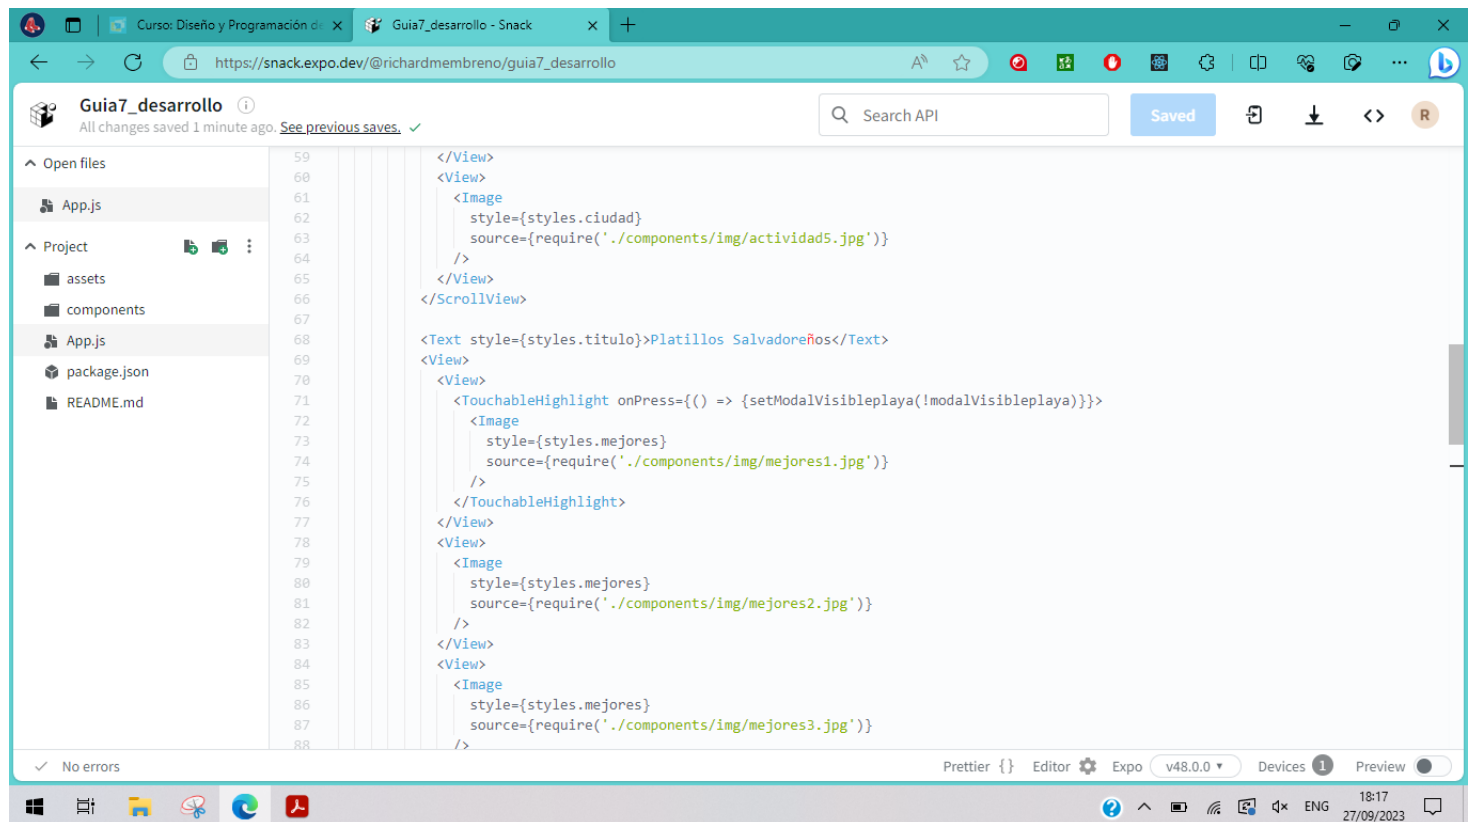 Curso: Diseño y Programación de
Guia7_desarrollo - Snack
https://snack.expo.dev/@richardmembreno/guia7_desarrollo
Guia7_desarrollo
All changes saved 1 minute ago. See previous saves.
Search API
Saved
R
Open files
App.js
Project
assets
components
App.js
package.json
README.md
59 </View>
60 <View>
61 <Image
62 style={styles.ciudad}
63 source={require('./components/img/actividad5.jpg')}
64 />
65 </View>
66 </ScrollView>
67
68 <Text style={styles.titulo}>Platillos Salvadoreños</Text>
69 <View>
70 <View>
71 <TouchableHighlight onPress={() => {setModalVisibleplaya(!modalVisibleplaya)}}>
72 <Image
73 style={styles.mejores}
74 source={require('./components/img/mejores1.jpg')}
75 />
76 </TouchableHighlight>
77 </View>
78 <View>
79 <Image
80 style={styles.mejores}
81 source={require('./components/img/mejores2.jpg')}
82 />
83 </View>
84 <View>
85 <Image
86 style={styles.mejores}
87 source={require('./components/img/mejores3.jpg')}
88 />
No errors
Prettier { } Editor Expo v48.0.0 Devices 1 Preview
ENG
18:17
27/09/2023